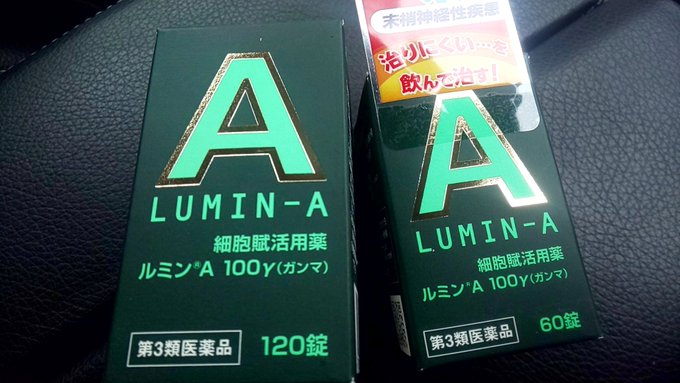 A
LUMIN-A
細胞賦活用薬
ルミン®A 100γ(ガンマ)
第3類医薬品
120錠
末梢神経性疾患
治りにくい…を
飲んで治す!
A
LUMIN-A
細胞賦活用薬
ルミン®A 100γ(ガンマ)
第3類医薬品
60錠